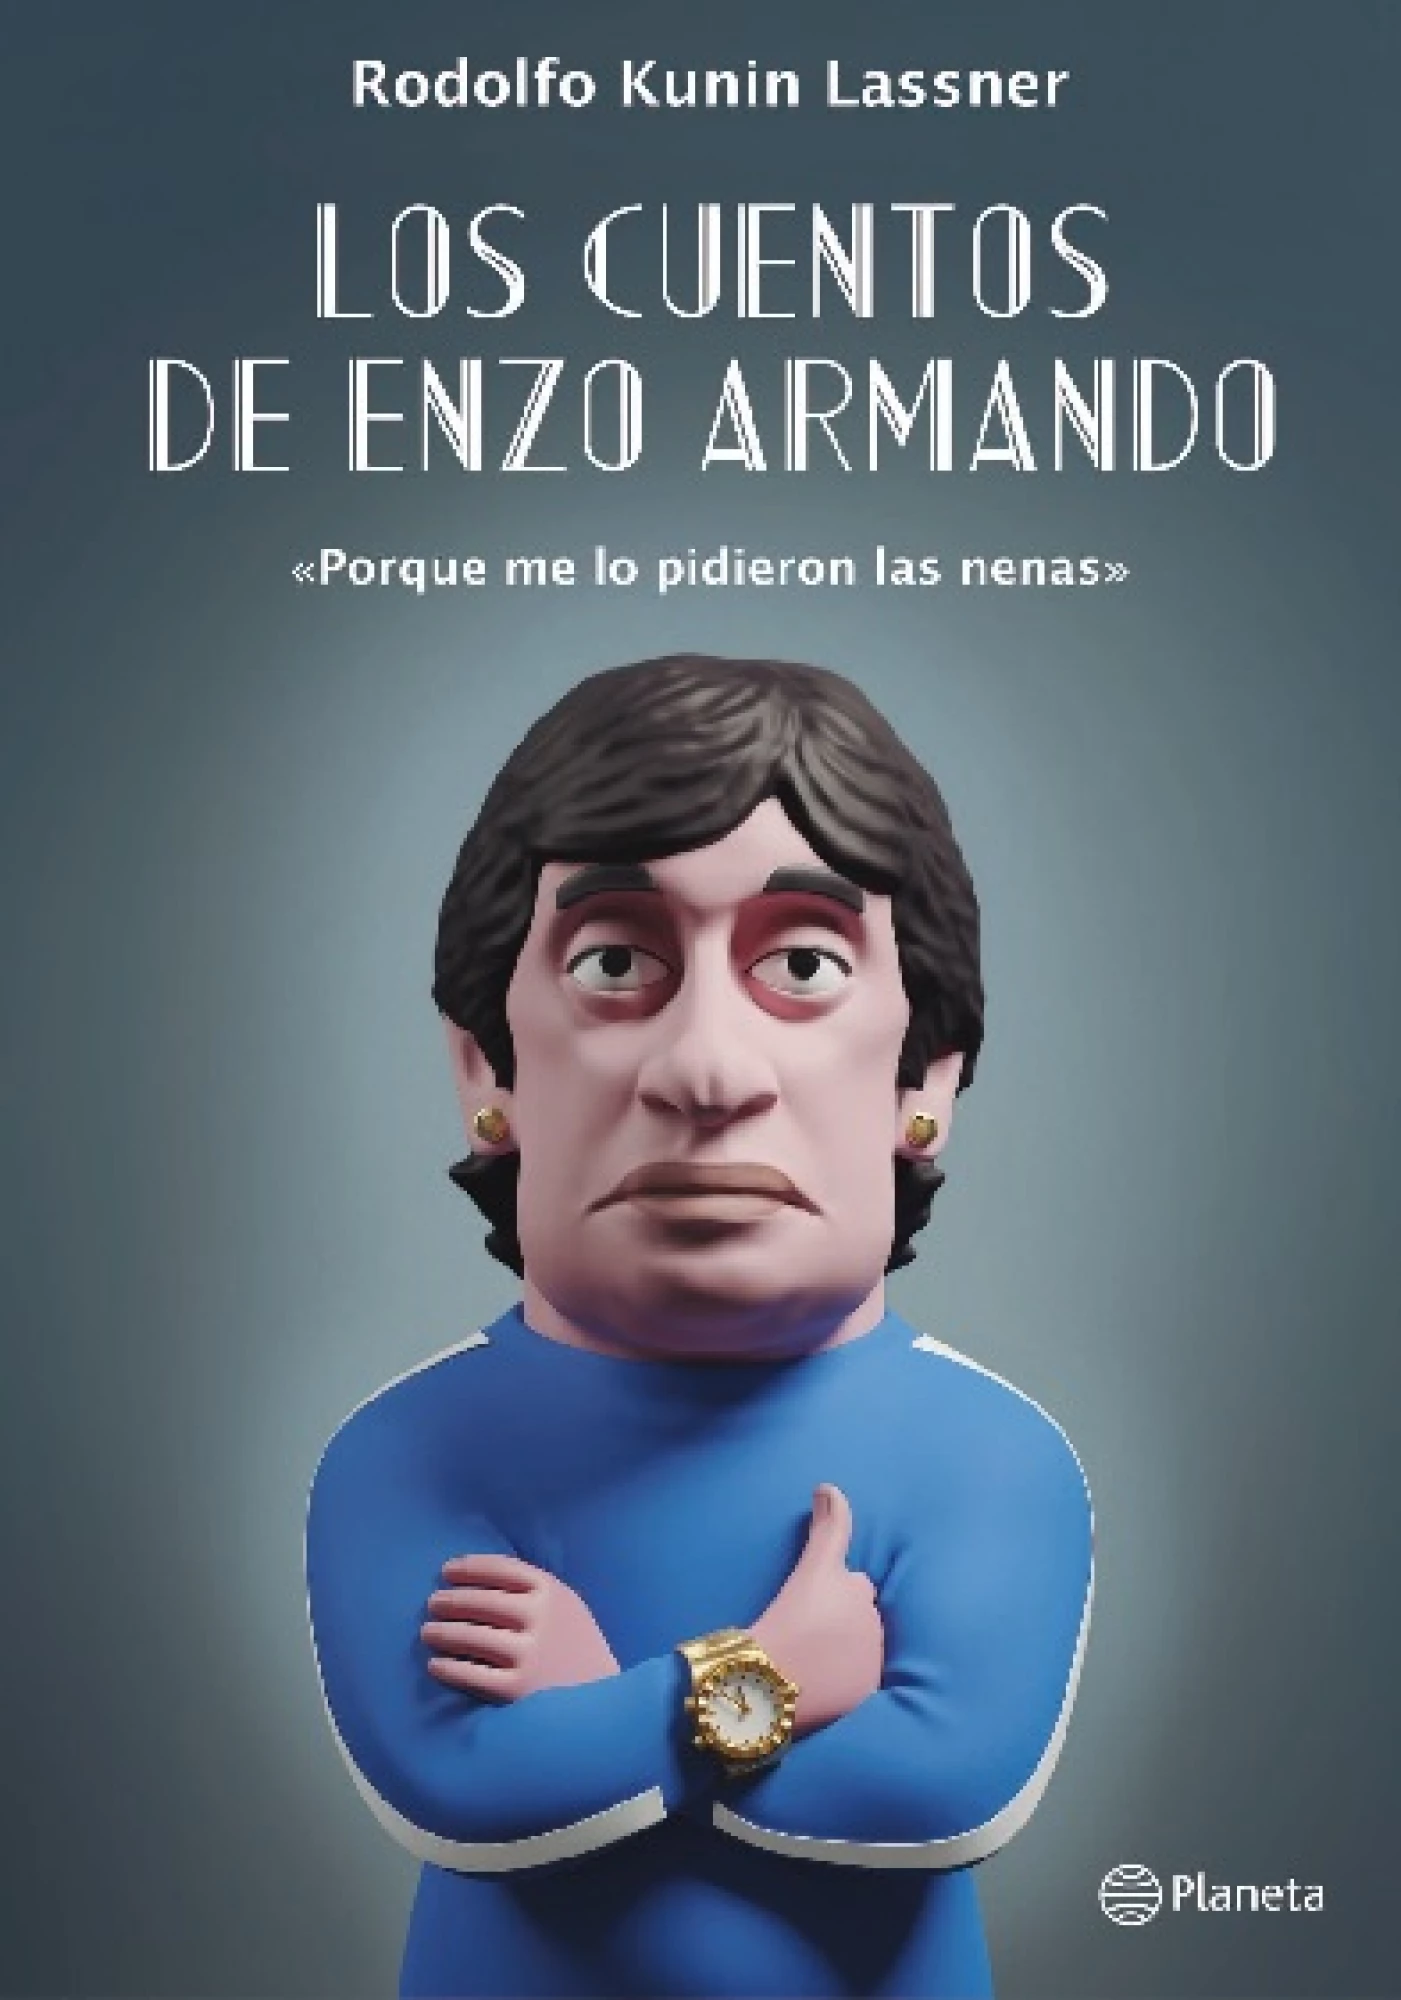 Rodolfo Kunin Lassner
LOS CUENTOS
DE ENZO ARMANDO
«Porque me lo pidieron las nenas»
Planeta